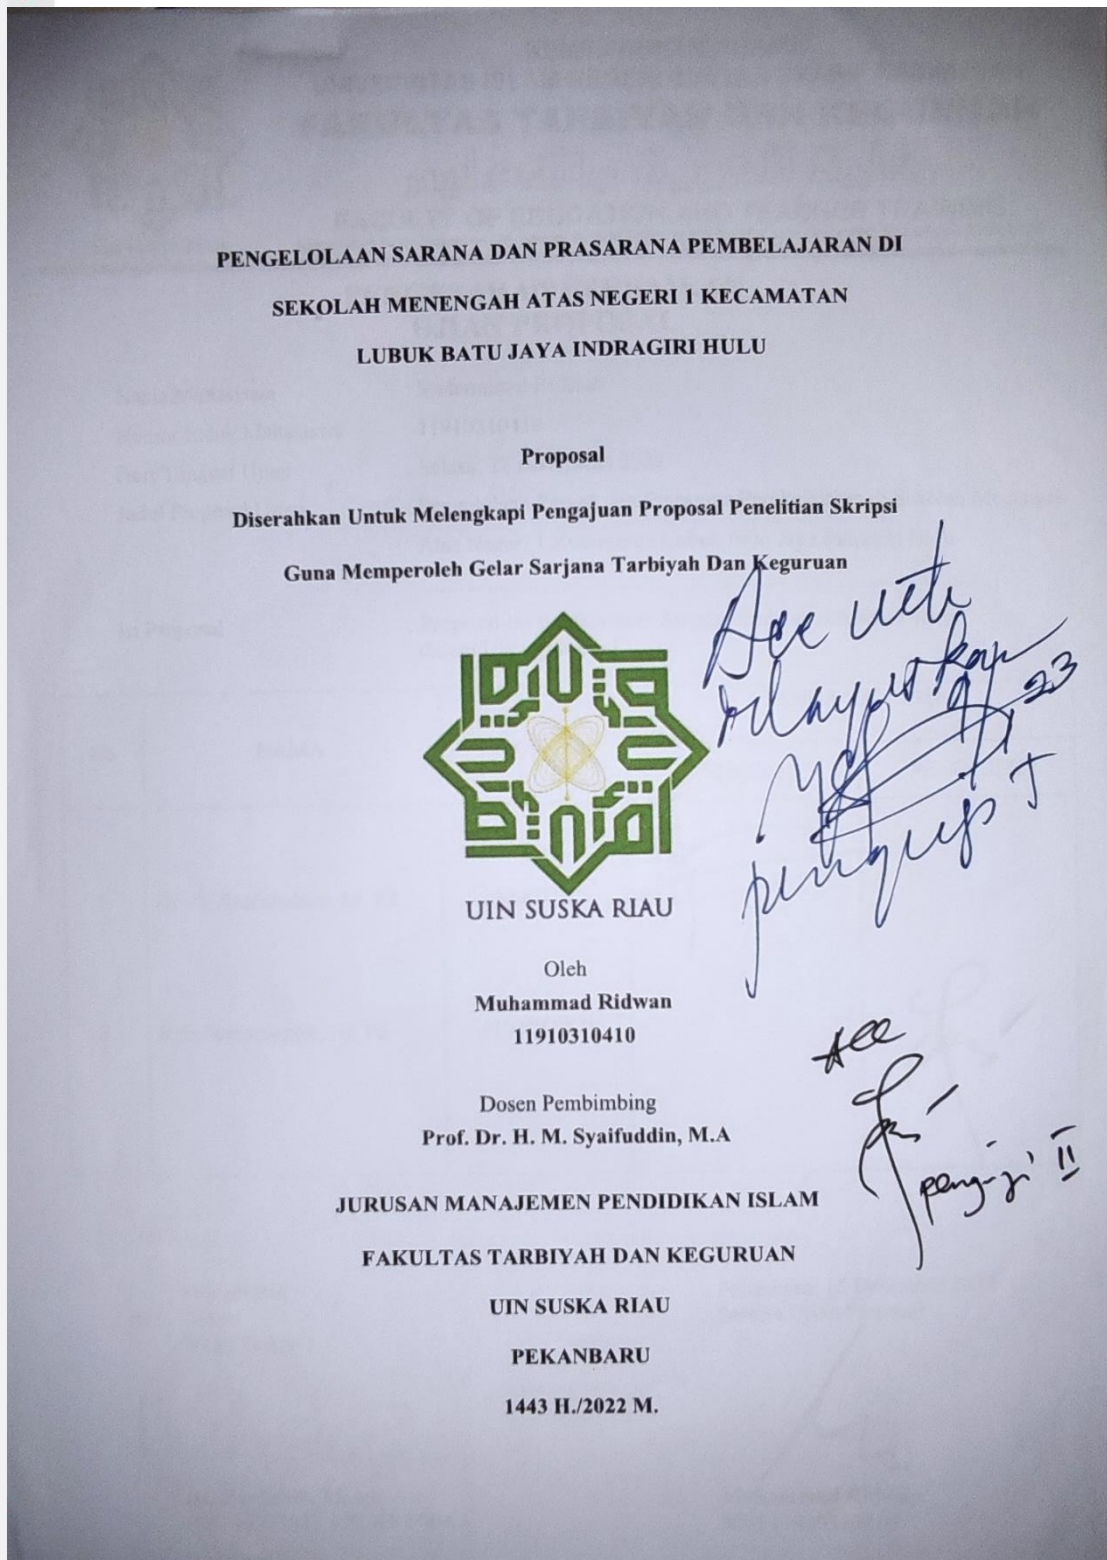 PENGELOLAAN SARANA DAN PRASARANA PEMBELAJARAN DI
SEKOLAH MENENGAH ATAS NEGERI 1 KECAMATAN
LUBUK BATU JAYA INDRAGIRI HULU
Proposal
Diserahkan Untuk Melengkapi Pengajuan Proposal Penelitian Skripsi
Guna Memperoleh Gelar Sarjana Tarbiyah Dan Keguruan
Acc
23
penguji I
UIN SUSKA RIAU
Oleh
Muhammad Ridwan
11910310410
Acc
Dosen Pembimbing
Prof. Dr. H. M. Syaifuddin, M.A
penguji II
JURUSAN MANAJEMEN PENDIDIKAN ISLAM
FAKULTAS TARBIYAH DAN KEGURUAN
UIN SUSKA RIAU
PEKANBARU
1443 H./2022 M.